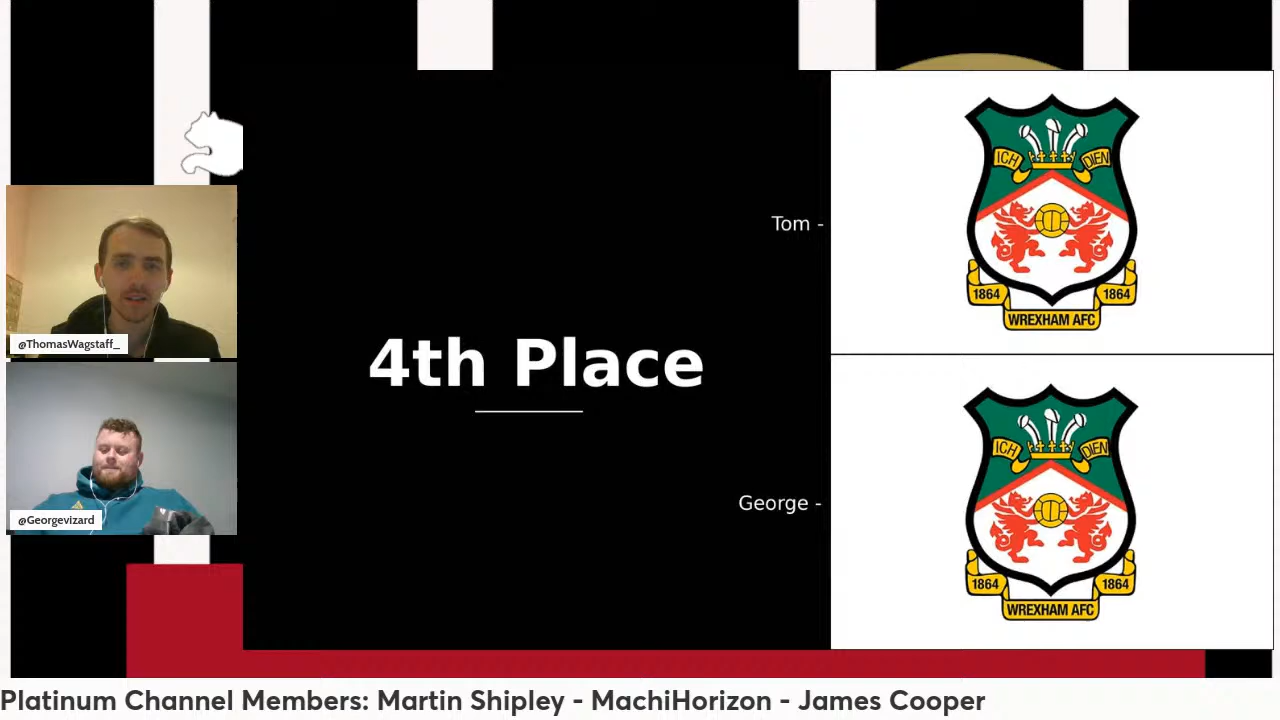 @ThomasWagstaff_
@Georgevizard
4th Place
Tom -
George -
ICH DIEN
1864 1864
WREXHAM AFC
ICH DIEN
1864 1864
WREXHAM AFC
Platinum Channel Members: Martin Shipley - MachiHorizon - James Cooper